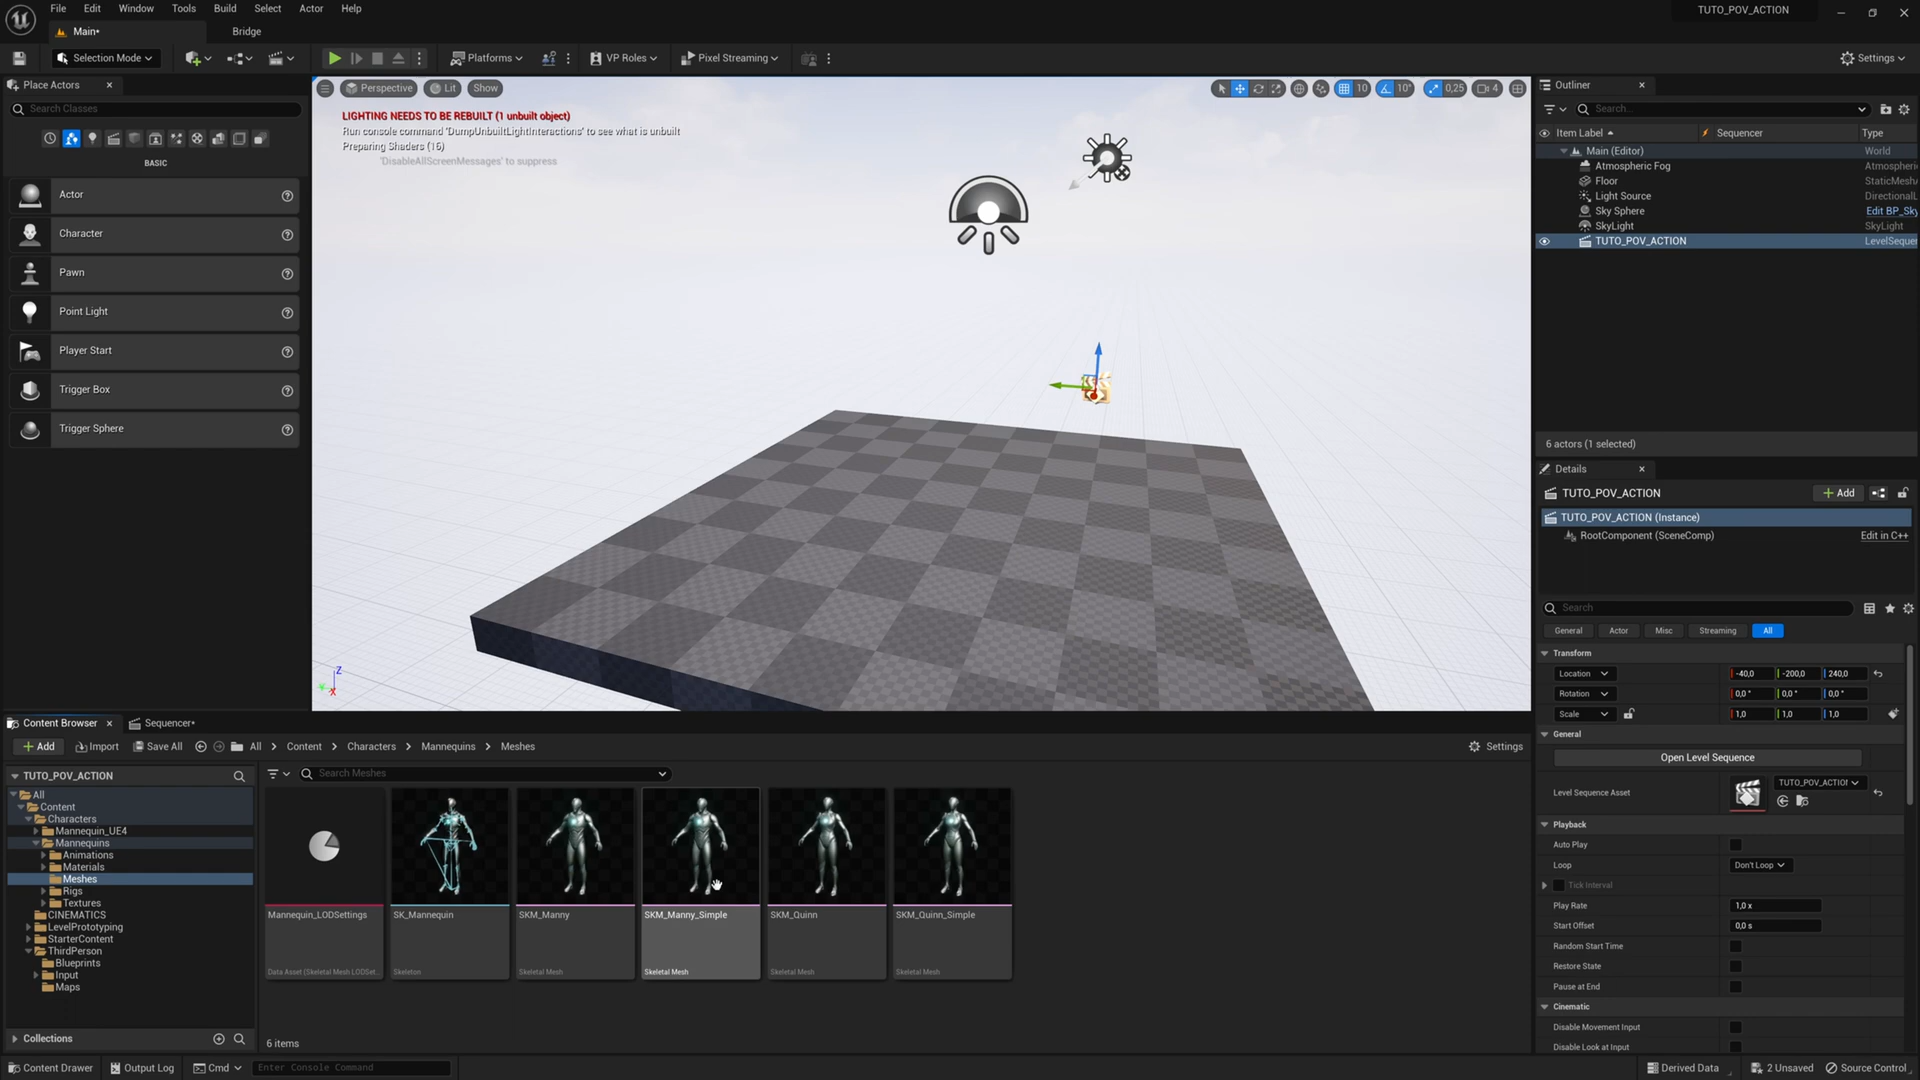 File Edit Window Tools Build Select Actor Help
TUTO_POV_ACTION
Main*
Bridge
Selection Mode
Platforms
VP Roles
Pixel Streaming
Settings
Place Actors
Search Classes
BASIC
Actor
Character
Pawn
Point Light
Player Start
Trigger Box
Trigger Sphere
Perspective Lit Show
10 10° 0,25 4
LIGHTING NEEDS TO BE REBUILT (1 unbuilt object)
Run console command 'DumpUnbuiltLightInteractions' to see what is unbuilt
Preparing Shaders (16)
'DisableAllScreenMessages' to suppress
Z
X
Outliner
Search...
Item Label Sequencer Type
Main (Editor) World
Atmospheric Fog Atmospheri
Floor StaticMesh
Light Source DirectionalL
Sky Sphere Edit BP_Sky
SkyLight SkyLight
TUTO_POV_ACTION LevelSequer
6 actors (1 selected)
Details
TUTO_POV_ACTION Add
TUTO_POV_ACTION (Instance)
RootComponent (SceneComp) Edit in C++
Search
General Actor Misc Streaming All
Transform
Location -40,0 -200,0 240,0
Rotation 0,0 ° 0,0 ° 0,0 °
Scale 1,0 1,0 1,0
General
Open Level Sequence
Level Sequence Asset TUTO_POV_ACTION
Playback
Auto Play
Loop Don't Loop
Tick Interval
Play Rate 1,0 x
Start Offset 0,0 s
Random Start Time
Restore State
Pause at End
Cinematic
Disable Movement Input
Disable Look at Input
Content Browser
Sequencer*
Add Import Save All All > Content > Characters > Mannequins > Meshes Settings
TUTO_POV_ACTION
Search Meshes
All
Content
Characters
Mannequin_UE4
Mannequins
Animations
Materials
Meshes
Rigs
Textures
CINEMATICS
LevelPrototyping
StarterContent
ThirdPerson
Blueprints
Input
Maps
Collections
Mannequin_LODSettings
Data Asset (Skeletal Mesh LODSet...
SK_Mannequin
Skeleton
SKM_Manny
Skeletal Mesh
SKM_Manny_Simple
Skeletal Mesh
SKM_Quinn
Skeletal Mesh
SKM_Quinn_Simple
Skeletal Mesh
6 items
Content Drawer Output Log Cmd Enter Console Command Derived Data 2 Unsaved Source Control